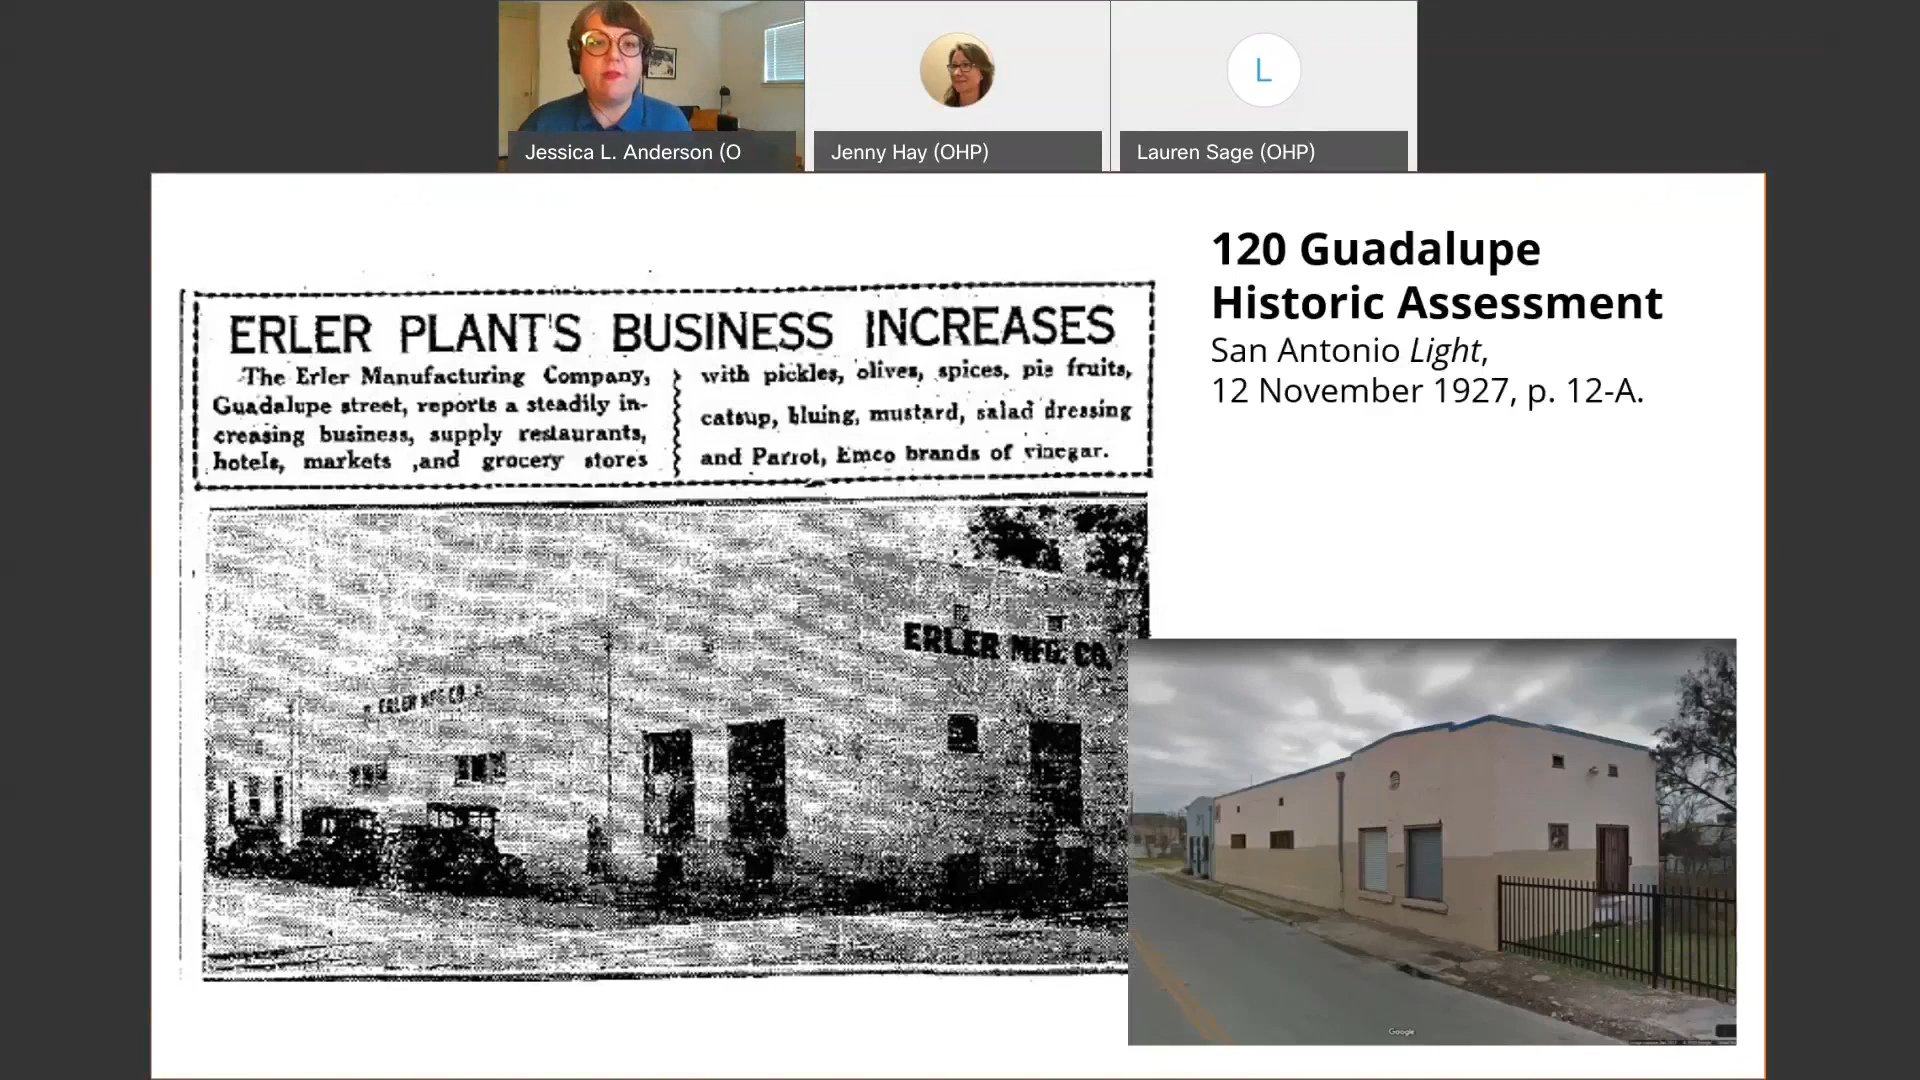 Jessica L. Anderson (O
Jenny Hay (OHP)
L
Lauren Sage (OHP)
120 Guadalupe
Historic Assessment
San Antonio Light,
12 November 1927, p. 12-A.
ERLER PLANT'S BUSINESS INCREASES
The Erler Manufacturing Company,
Guadalupe street, reports a steadily in-
creasing business, supply restaurants,
hotels, markets ,and grocery stores
with pickles, olives, spices, pie fruits,
catsup, bluing, mustard, salad dressing
and Parrot, Emco brands of vinegar.
ERLER MFG. CO.
ERLER MFG CO
Google